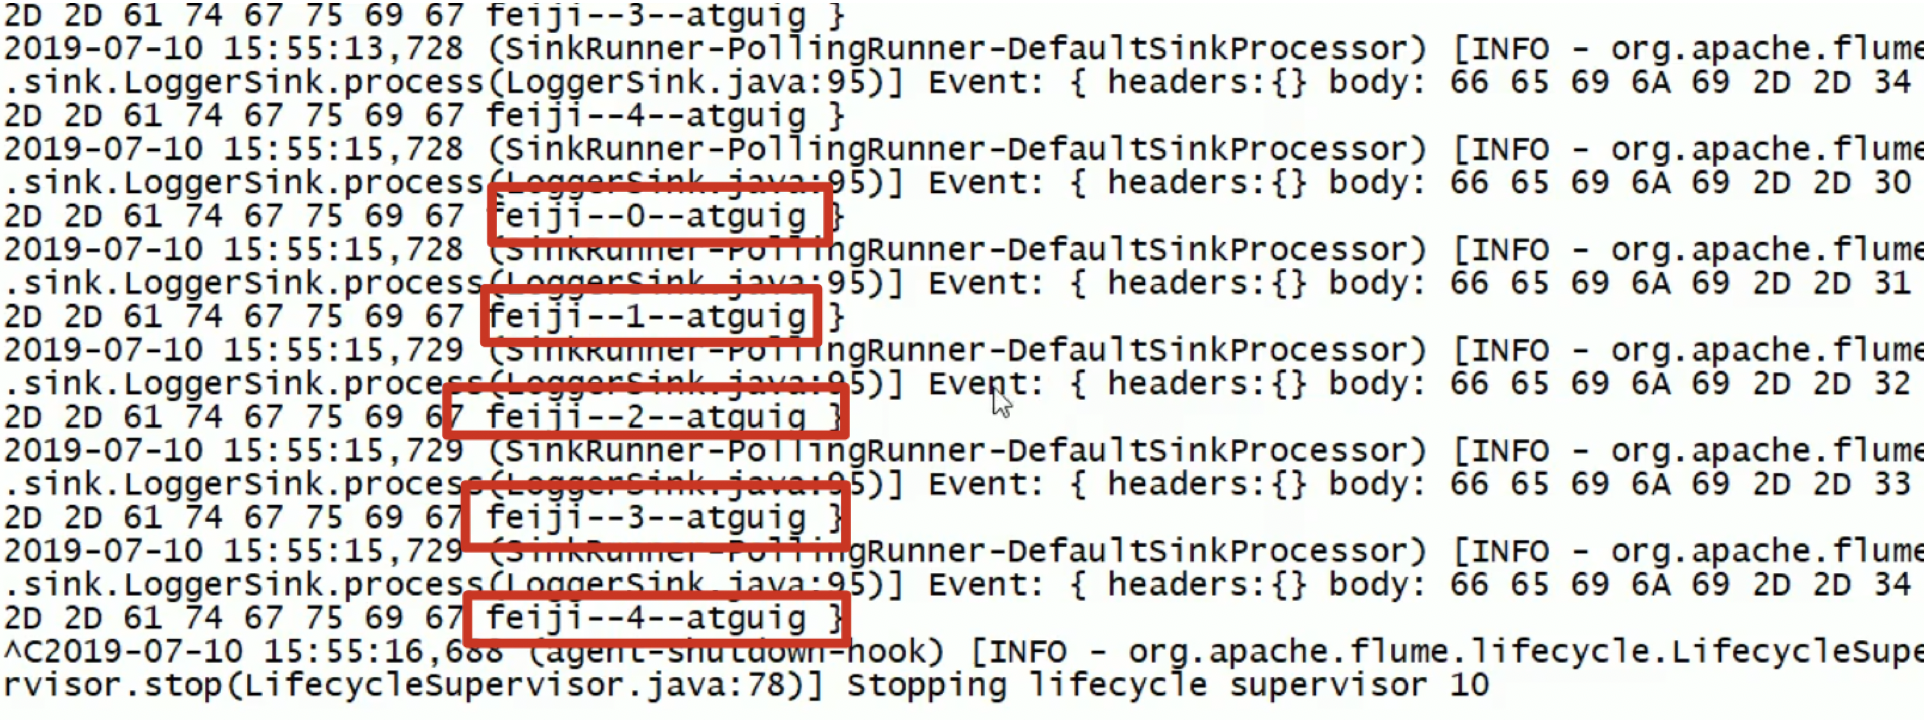 2D 2D 61 74 67 75 69 67 feiji--3--atguig }
2019-07-10 15:55:13,728 (SinkRunner-PollingRunner-DefaultSinkProcessor) [INFO - org.apache.flume
.sink.LoggerSink.process(LoggerSink.java:95)] Event: { headers:{} body: 66 65 69 6A 69 2D 2D 34
2D 2D 61 74 67 75 69 67 feiji--4--atguig }
2019-07-10 15:55:15,728 (SinkRunner-PollingRunner-DefaultSinkProcessor) [INFO - org.apache.flume
.sink.LoggerSink.process(LoggerSink.java:95)] Event: { headers:{} body: 66 65 69 6A 69 2D 2D 30
2D 2D 61 74 67 75 69 67 feiji--0--atguig }
2019-07-10 15:55:15,728 (SinkRunner-PollingRunner-DefaultSinkProcessor) [INFO - org.apache.flume
.sink.LoggerSink.process(LoggerSink.java:95)] Event: { headers:{} body: 66 65 69 6A 69 2D 2D 31
2D 2D 61 74 67 75 69 67 feiji--1--atguig }
2019-07-10 15:55:15,729 (SinkRunner-PollingRunner-DefaultSinkProcessor) [INFO - org.apache.flume
.sink.LoggerSink.process(LoggerSink.java:95)] Event: { headers:{} body: 66 65 69 6A 69 2D 2D 32
2D 2D 61 74 67 75 69 67 feiji--2--atguig }
2019-07-10 15:55:15,729 (SinkRunner-PollingRunner-DefaultSinkProcessor) [INFO - org.apache.flume
.sink.LoggerSink.process(LoggerSink.java:95)] Event: { headers:{} body: 66 65 69 6A 69 2D 2D 33
2D 2D 61 74 67 75 69 67 feiji--3--atguig }
2019-07-10 15:55:15,729 (SinkRunner-PollingRunner-DefaultSinkProcessor) [INFO - org.apache.flume
.sink.LoggerSink.process(LoggerSink.java:95)] Event: { headers:{} body: 66 65 69 6A 69 2D 2D 34
2D 2D 61 74 67 75 69 67 feiji--4--atguig }
^C2019-07-10 15:55:16,688 (agent-shutdown-hook) [INFO - org.apache.flume.lifecycle.LifecycleSupe
rvisor.stop(LifecycleSupervisor.java:78)] Stopping lifecycle supervisor 10